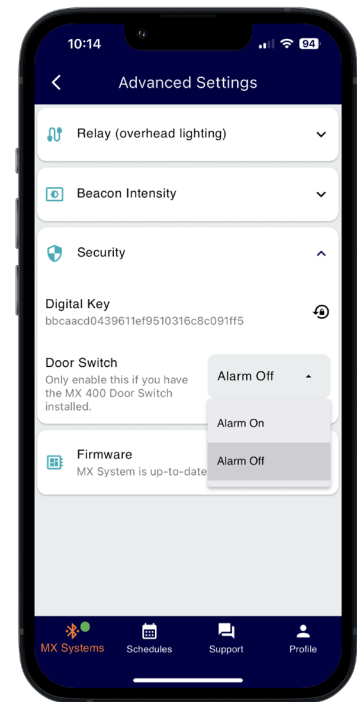 10:14
94
Advanced Settings
Relay (overhead lighting)
Beacon Intensity
Security
Digital Key
bbcaacd0439611ef9510316c8c091ff5
Door Switch
Only enable this if you have
the MX 400 Door Switch
installed.
Alarm Off
Alarm On
Alarm Off
Firmware
MX System is up-to-date
MX Systems
Schedules
Support
Profile